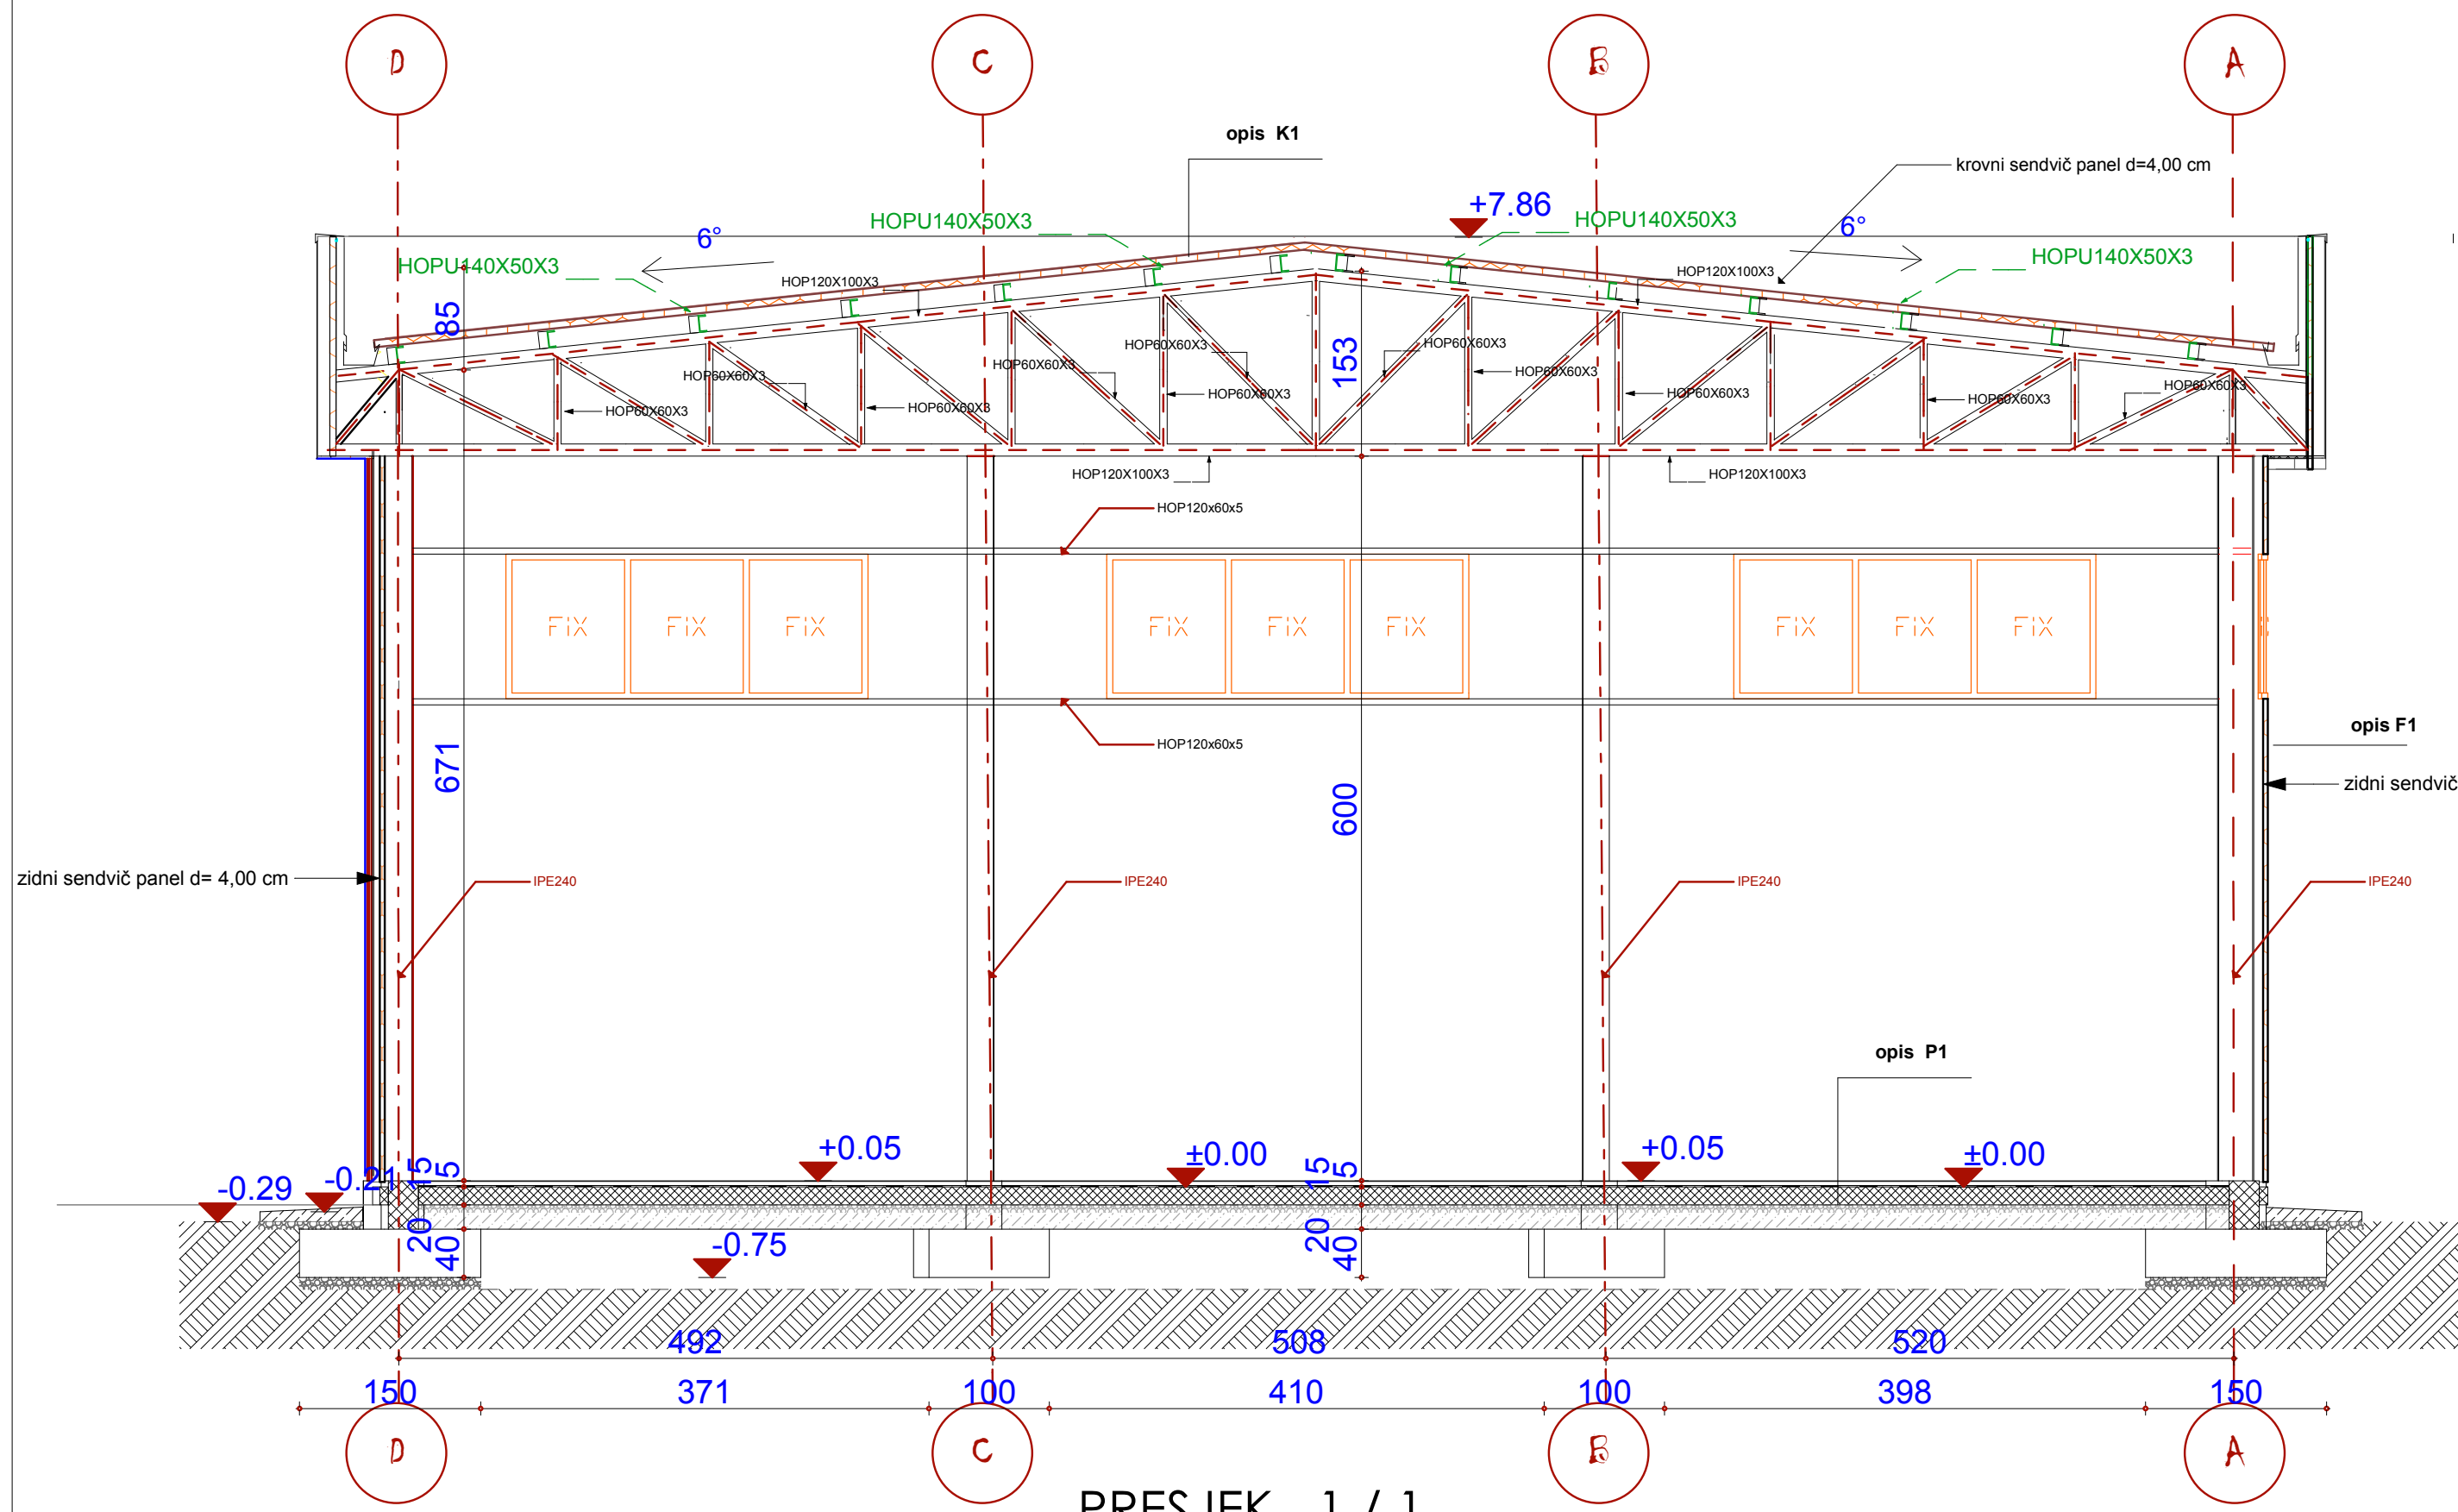 D C B A
opis K1
krovni sendvič panel d=4,00 cm
+7.86
HOPU140X50X3
HOPU140X50X3
6°
6°
HOPU140X50X3
HOPU140X50X3
HOP120X100X3
HOP120X100X3
85
153
HOP60X60X3
HOP60X60X3
HOP60X60X3
HOP60X60X3
HOP60X60X3
HOP60X60X3
HOP60X60X3
HOP60X60X3
HOP60X60X3
HOP60X60X3
HOP60X60X3
HOP120X100X3
HOP120X100X3
HOP120x60x5
FIX FIX FIX
FIX FIX FIX
FIX FIX FIX
opis F1
HOP120x60x5
671
600
zidni sendvič
zidni sendvič panel d= 4,00 cm
IPE240
IPE240
IPE240
IPE240
opis P1
+0.05
±0.00
+0.05
±0.00
-0.29
-0.21
15
5
15
5
20
40
20
40
-0.75
492 508 520
150 371 100 410 100 398 150
D C B A
PRESJEK 1 / 1